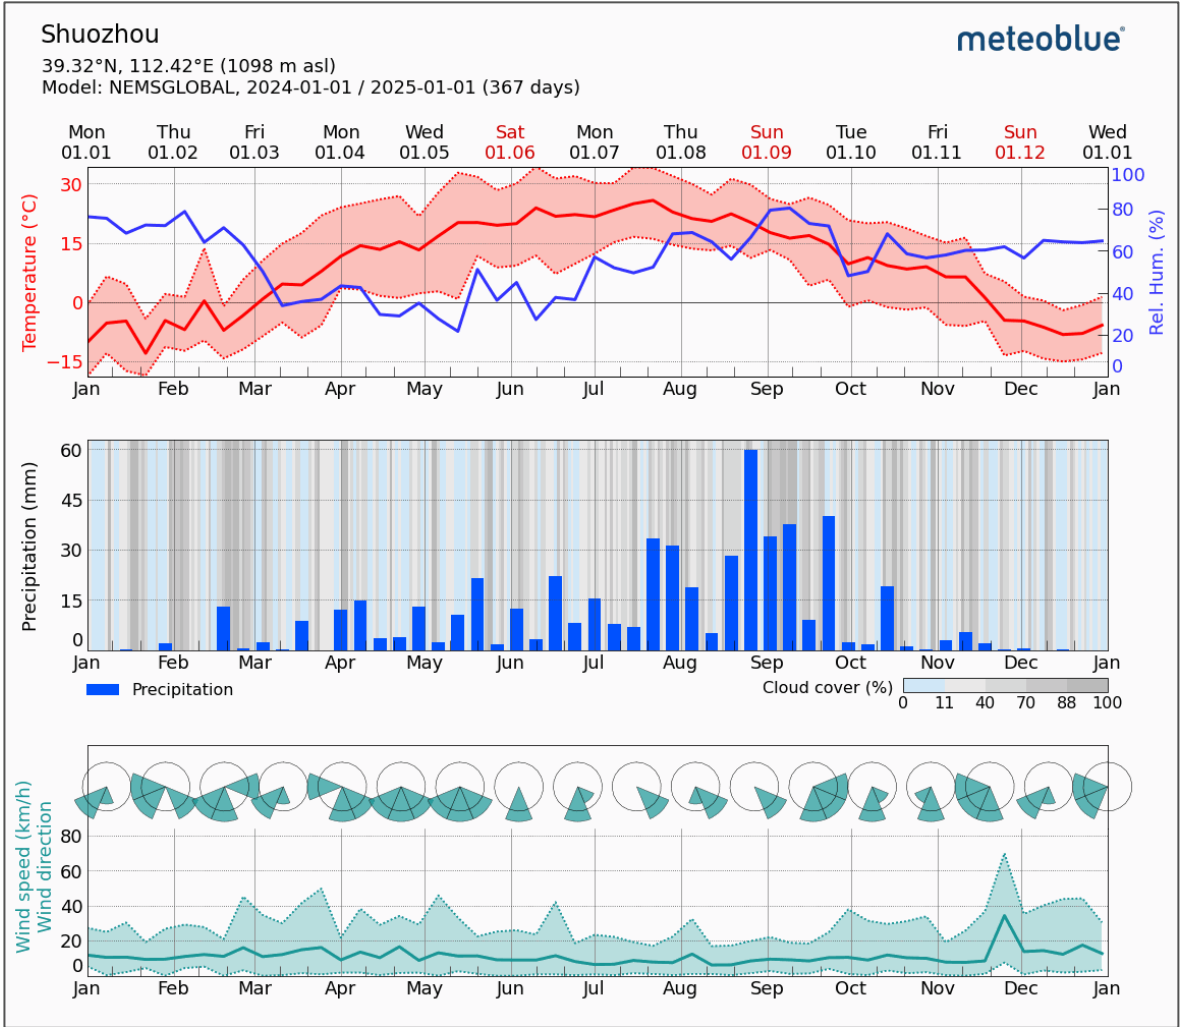 Shuozhou
meteoblue
39.32°N, 112.42°E (1098 m asl)
Model: NEMSGLOBAL, 2024-01-01 / 2025-01-01 (367 days)
Mon Thu Fri Mon Wed Sat Mon Thu Sun Tue Fri Sun Wed
01.01 01.02 01.03 01.04 01.05 01.06 01.07 01.08 01.09 01.10 01.11 01.12 01.01
Temperature (°C)
30
15
0
−15
100
80
60
40
20
0
Rel. Hum. (%)
Jan Feb Mar Apr May Jun Jul Aug Sep Oct Nov Dec Jan
Precipitation (mm)
60
45
30
15
0
Jan Feb Mar Apr May Jun Jul Aug Sep Oct Nov Dec Jan
Precipitation
Cloud cover (%)
0 11 40 70 88 100
Wind speed (km/h)
Wind direction
80
60
40
20
0
Jan Feb Mar Apr May Jun Jul Aug Sep Oct Nov Dec Jan